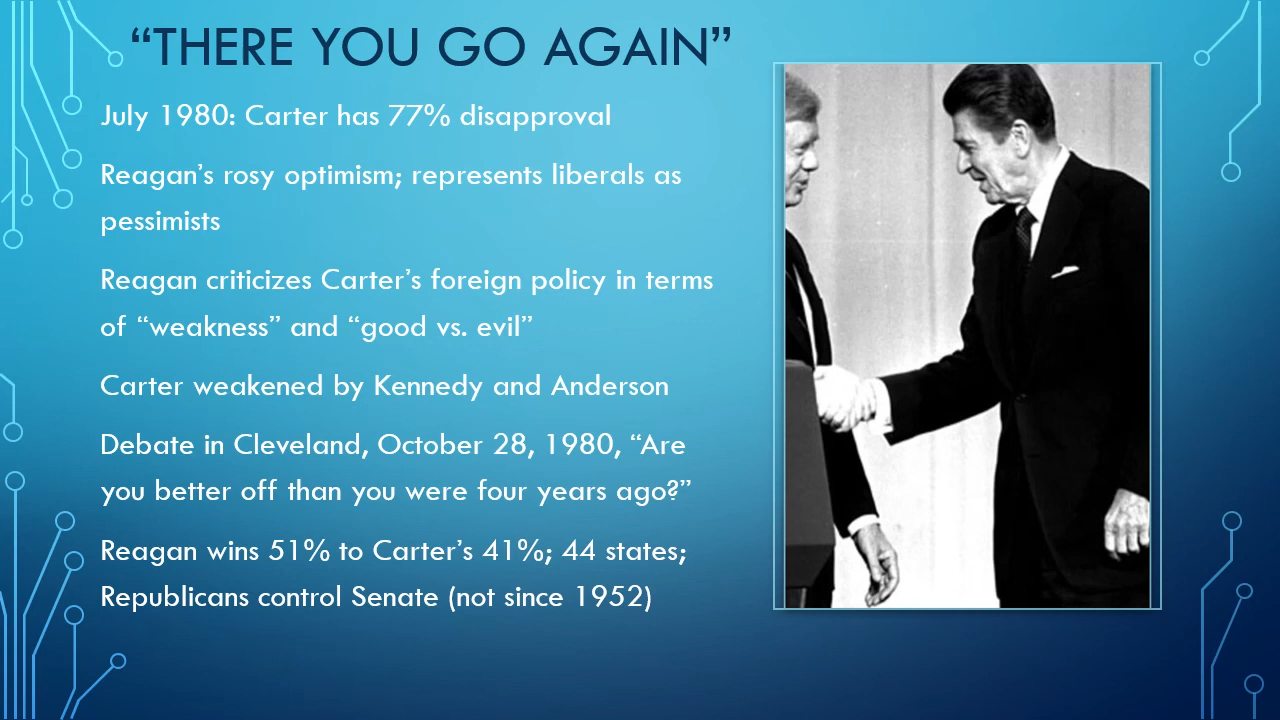 “THERE YOU GO AGAIN”
July 1980: Carter has 77% disapproval
Reagan’s rosy optimism; represents liberals as
pessimists
Reagan criticizes Carter’s foreign policy in terms
of “weakness” and “good vs. evil”
Carter weakened by Kennedy and Anderson
Debate in Cleveland, October 28, 1980, “Are
you better off than you were four years ago?”
Reagan wins 51% to Carter’s 41%; 44 states;
Republicans control Senate (not since 1952)